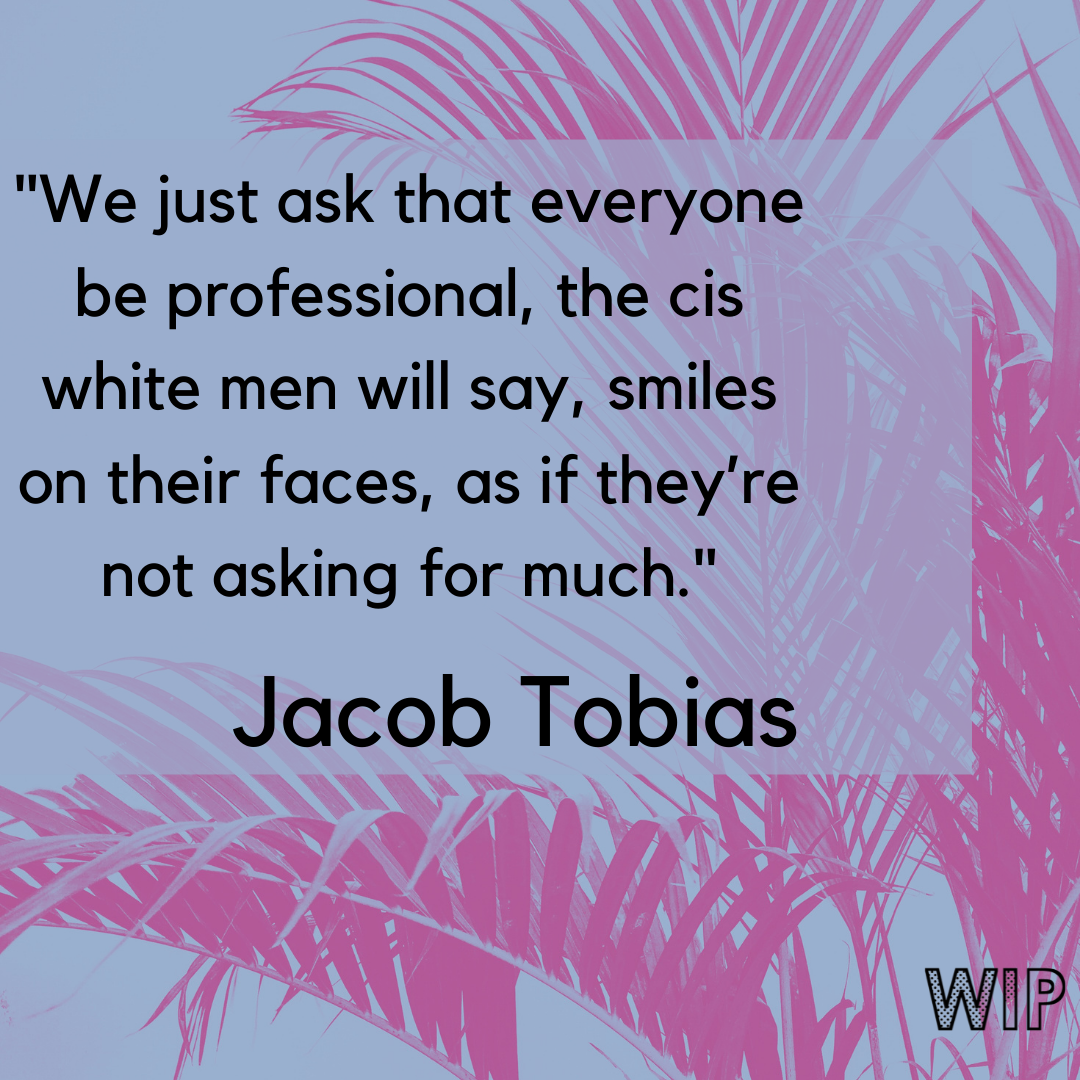 "We just ask that everyone
be professional, the cis
white men will say, smiles
on their faces, as if they’re
not asking for much."
Jacob Tobias
WIP